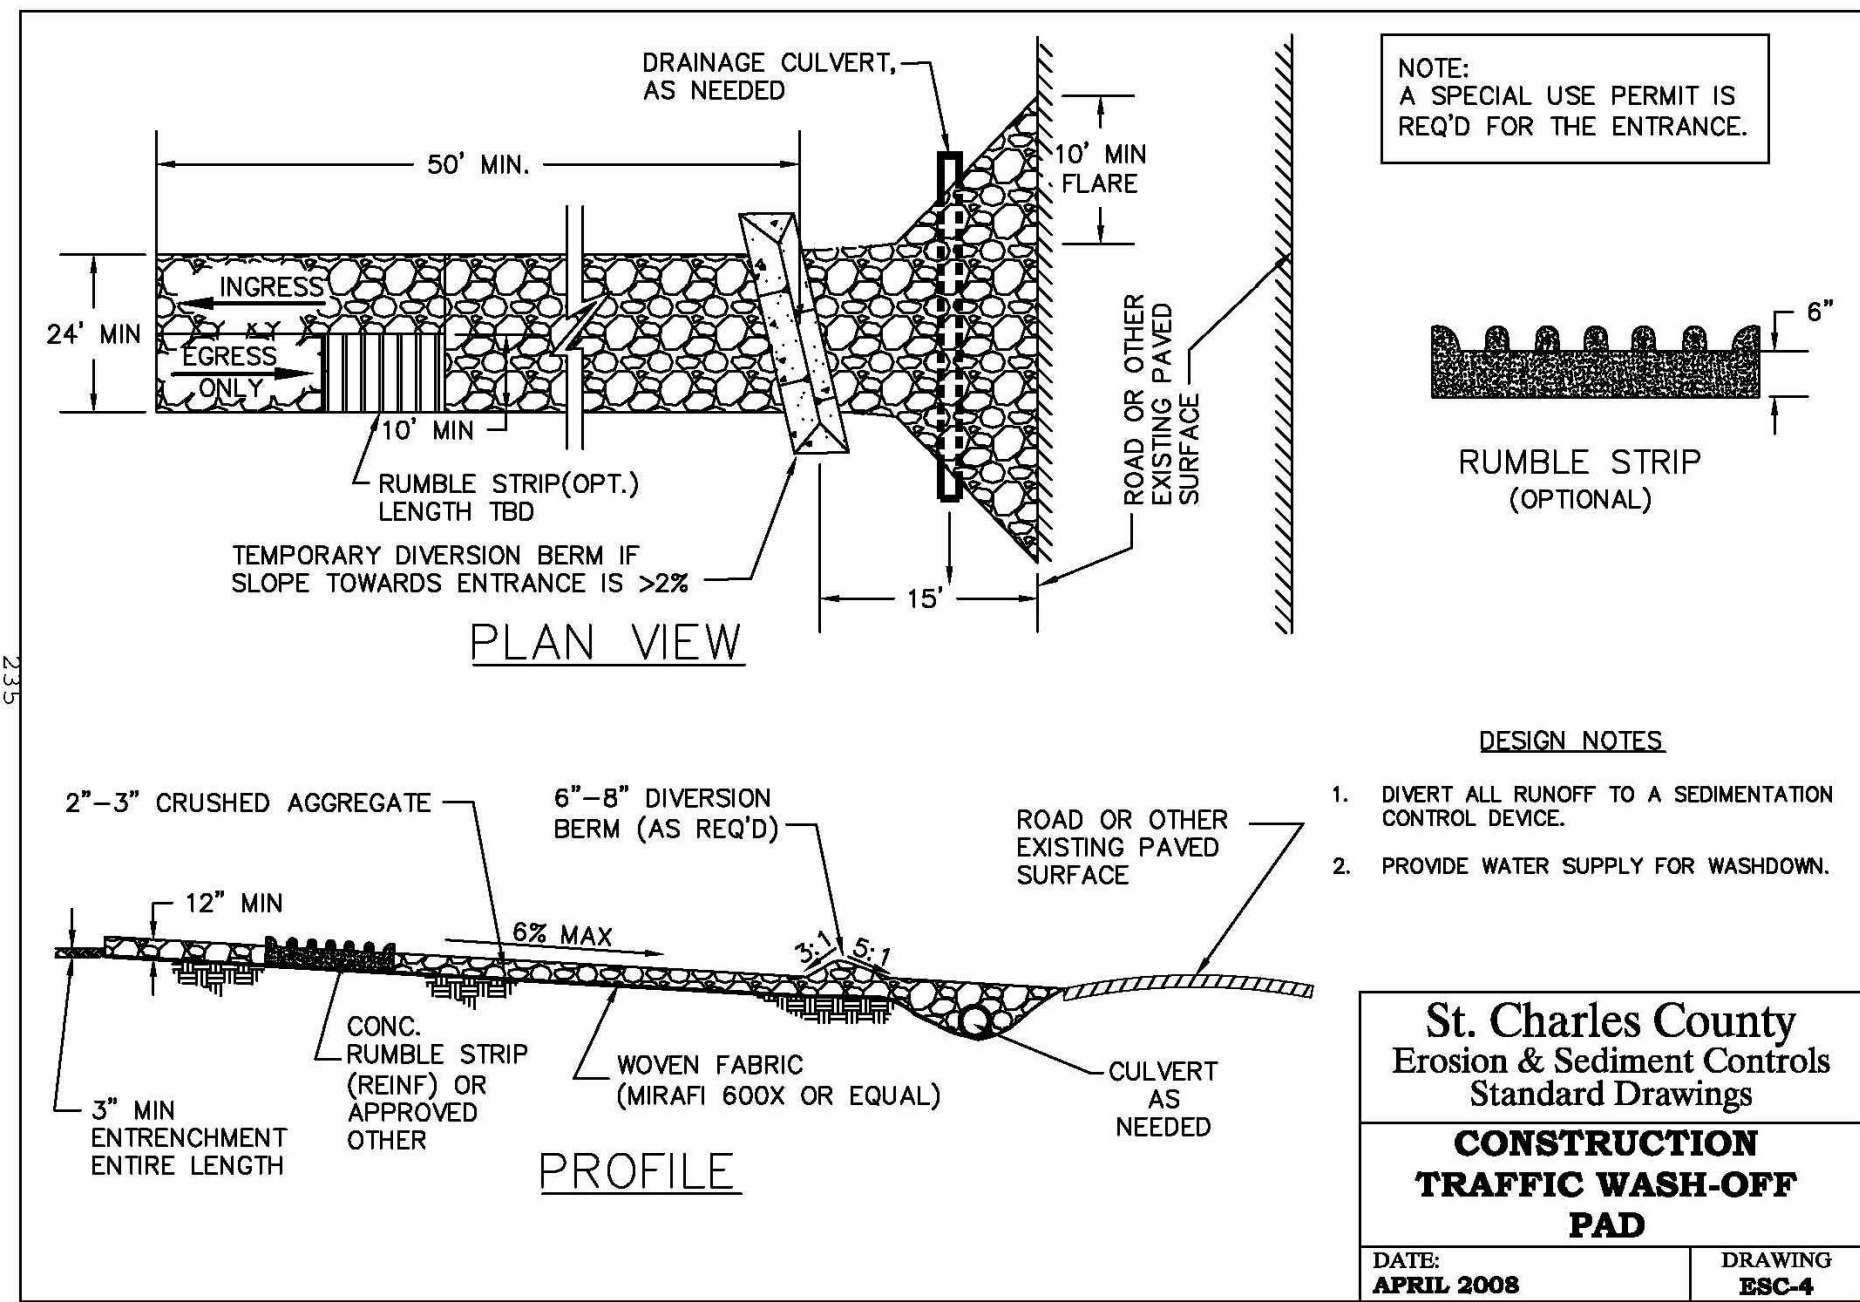 DRAINAGE CULVERT,
AS NEEDED
50' MIN.
10' MIN
FLARE
NOTE:
A SPECIAL USE PERMIT IS
REQ'D FOR THE ENTRANCE.
INGRESS
24' MIN
EGRESS
ONLY
10' MIN
RUMBLE STRIP(OPT.)
LENGTH TBD
TEMPORARY DIVERSION BERM IF
SLOPE TOWARDS ENTRANCE IS >2%
15'
ROAD OR OTHER
EXISTING PAVED
SURFACE
6"
RUMBLE STRIP
(OPTIONAL)
PLAN VIEW
235
DESIGN NOTES
1. DIVERT ALL RUNOFF TO A SEDIMENTATION
CONTROL DEVICE.
2. PROVIDE WATER SUPPLY FOR WASHDOWN.
2"-3" CRUSHED AGGREGATE
6"-8" DIVERSION
BERM (AS REQ'D)
ROAD OR OTHER
EXISTING PAVED
SURFACE
12" MIN
6% MAX
3:1
5:1
CONC.
RUMBLE STRIP
(REINF) OR
APPROVED
OTHER
WOVEN FABRIC
(MIRAFI 600X OR EQUAL)
CULVERT
AS
NEEDED
3" MIN
ENTRENCHMENT
ENTIRE LENGTH
PROFILE
St. Charles County
Erosion & Sediment Controls
Standard Drawings
CONSTRUCTION
TRAFFIC WASH-OFF
PAD
DATE:
APRIL 2008
DRAWING
ESC-4